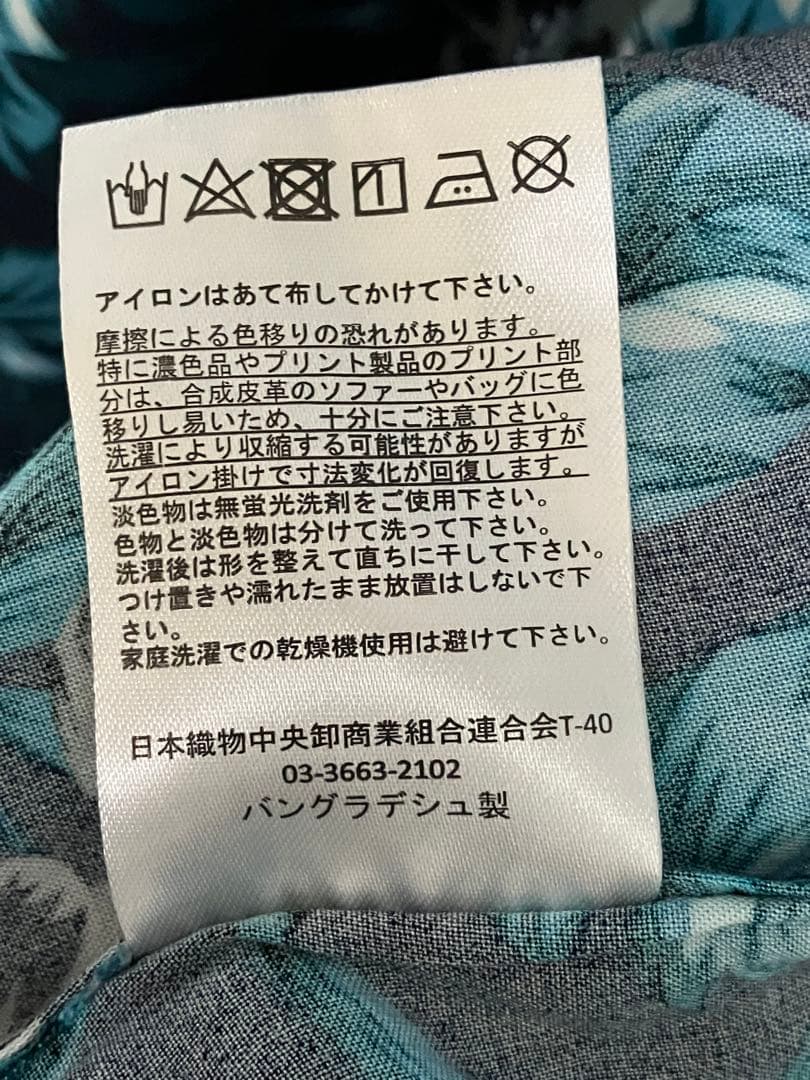 アイロンはあて布してかけて下さい。
摩擦による色移りの恐れがあります。
特に濃色品やプリント製品のプリント部
分は、合成皮革のソファーやバッグに色
移りし易いため、十分にご注意下さい。
洗濯により収縮する可能性がありますが
アイロン掛けで寸法変化が回復します。
淡色物は無蛍光洗剤をご使用下さい。
色物と淡色物は分けて洗って下さい。
洗濯後は形を整えて直ちに干して下さい。
つけ置きや濡れたまま放置はしないで下
さい。
家庭洗濯での乾燥機使用は避けて下さい。
日本織物中央卸商業組合連合会T-40
03-3663-2102
バングラデシュ製